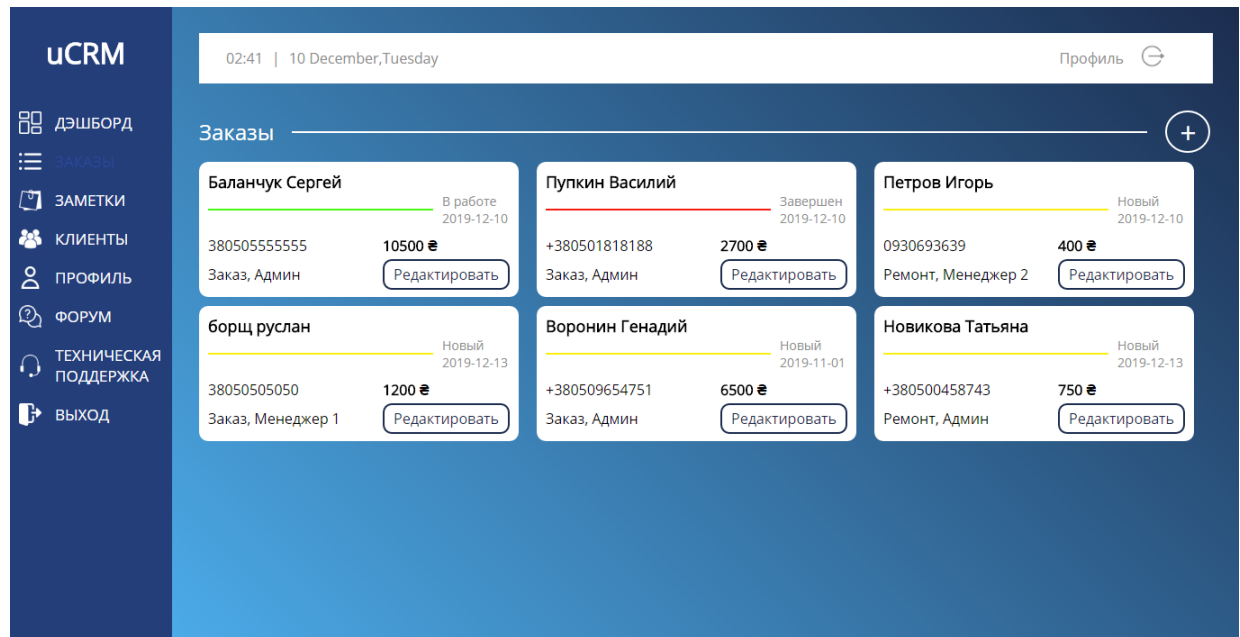 uCRM
ДЭШБОРД
ЗАКАЗЫ
ЗАМЕТКИ
КЛИЕНТЫ
ПРОФИЛЬ
ФОРУМ
ТЕХНИЧЕСКАЯ
ПОДДЕРЖКА
ВЫХОД
02:41 | 10 December,Tuesday
Профиль
Заказы
+
Баланчук Сергей
В работе
2019-12-10
380505555555 10500 ₴
Заказ, Админ Редактировать
Пупкин Василий
Завершен
2019-12-10
+380501818188 2700 ₴
Заказ, Админ Редактировать
Петров Игорь
Новый
2019-12-10
0930693639 400 ₴
Ремонт, Менеджер 2 Редактировать
борщ руслан
Новый
2019-12-13
38050505050 1200 ₴
Заказ, Менеджер 1 Редактировать
Воронин Генадий
Новый
2019-11-01
+380509654751 6500 ₴
Заказ, Админ Редактировать
Новикова Татьяна
Новый
2019-12-13
+380500458743 750 ₴
Ремонт, Админ Редактировать